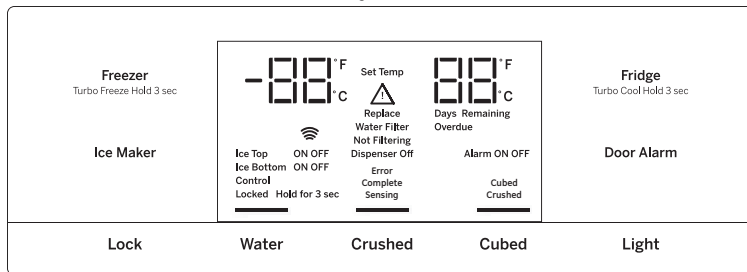 Freezer
Turbo Freeze Hold 3 sec
Ice Maker
-88 °F °C
Set Temp
88 °F °C
Replace
Water Filter
Not Filtering
Dispenser Off
Days Remaining
Overdue
Ice Top ON OFF
Ice Bottom ON OFF
Control
Locked Hold for 3 sec
Error
Complete
Sensing
Alarm ON OFF
Cubed
Crushed
Fridge
Turbo Cool Hold 3 sec
Door Alarm
Lock Water Crushed Cubed Light